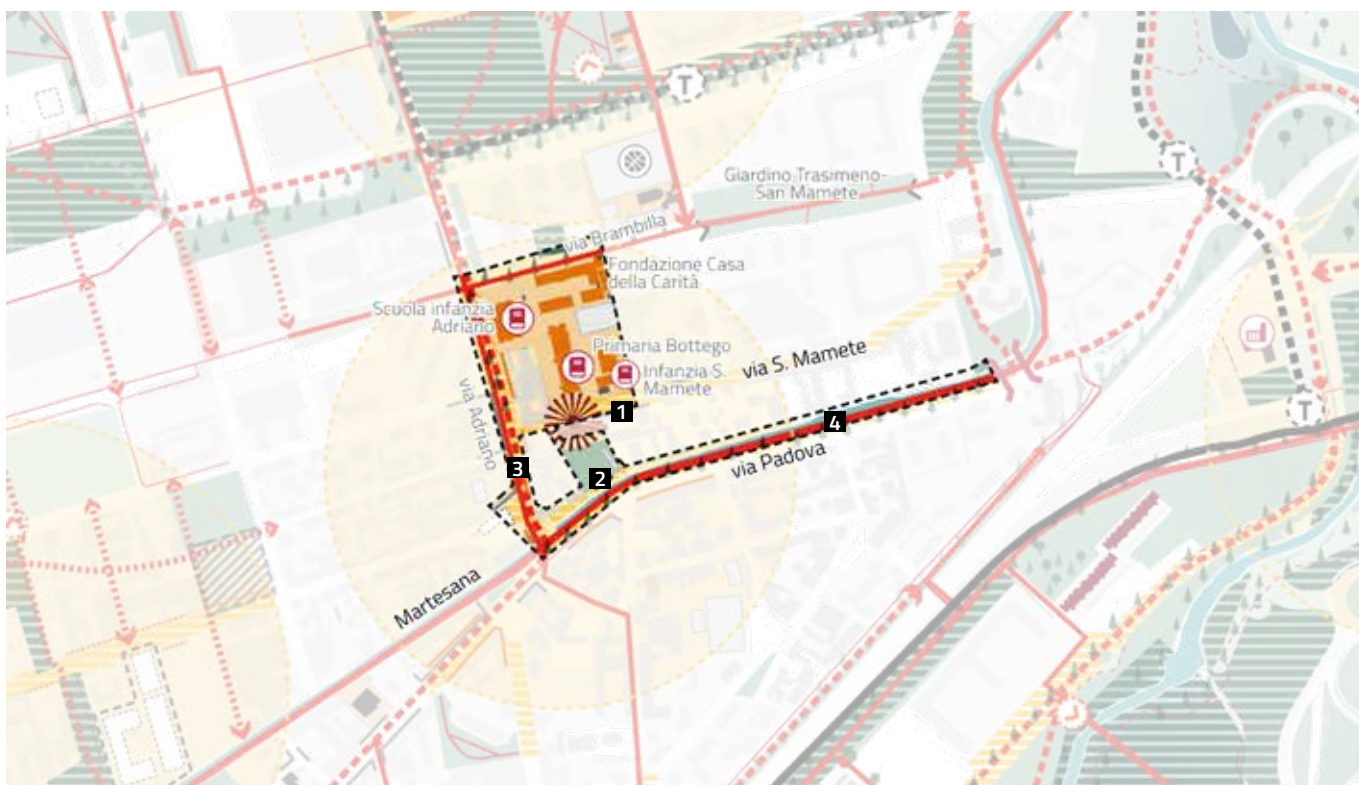 T
T
Giardino Trasimeno-
San Mamete
via Brambilla
Fondazione Casa
della Carità
Scuola infanzia
Adriano
Primaria Bottego
via S. Mamete
Infanzia S.
Mamete
via Adriano
1
4
T
via Padova
3
2
Martesana